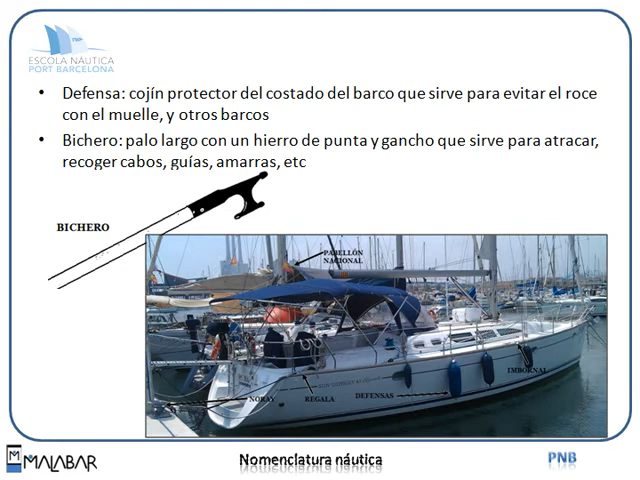 ESCOLA NÀUTICA
PORT BARCELONA
• Defensa: cojín protector del costado del barco que sirve para evitar el roce
con el muelle, y otros barcos
• Bichero: palo largo con un hierro de punta y gancho que sirve para atracar,
recoger cabos, guías, amarras, etc
BICHERO
PABELLÓN
NACIONAL
IMBORNAL
NORAY
REGALA
DEFENSAS
MALABAR
Nomenclatura náutica
PNB